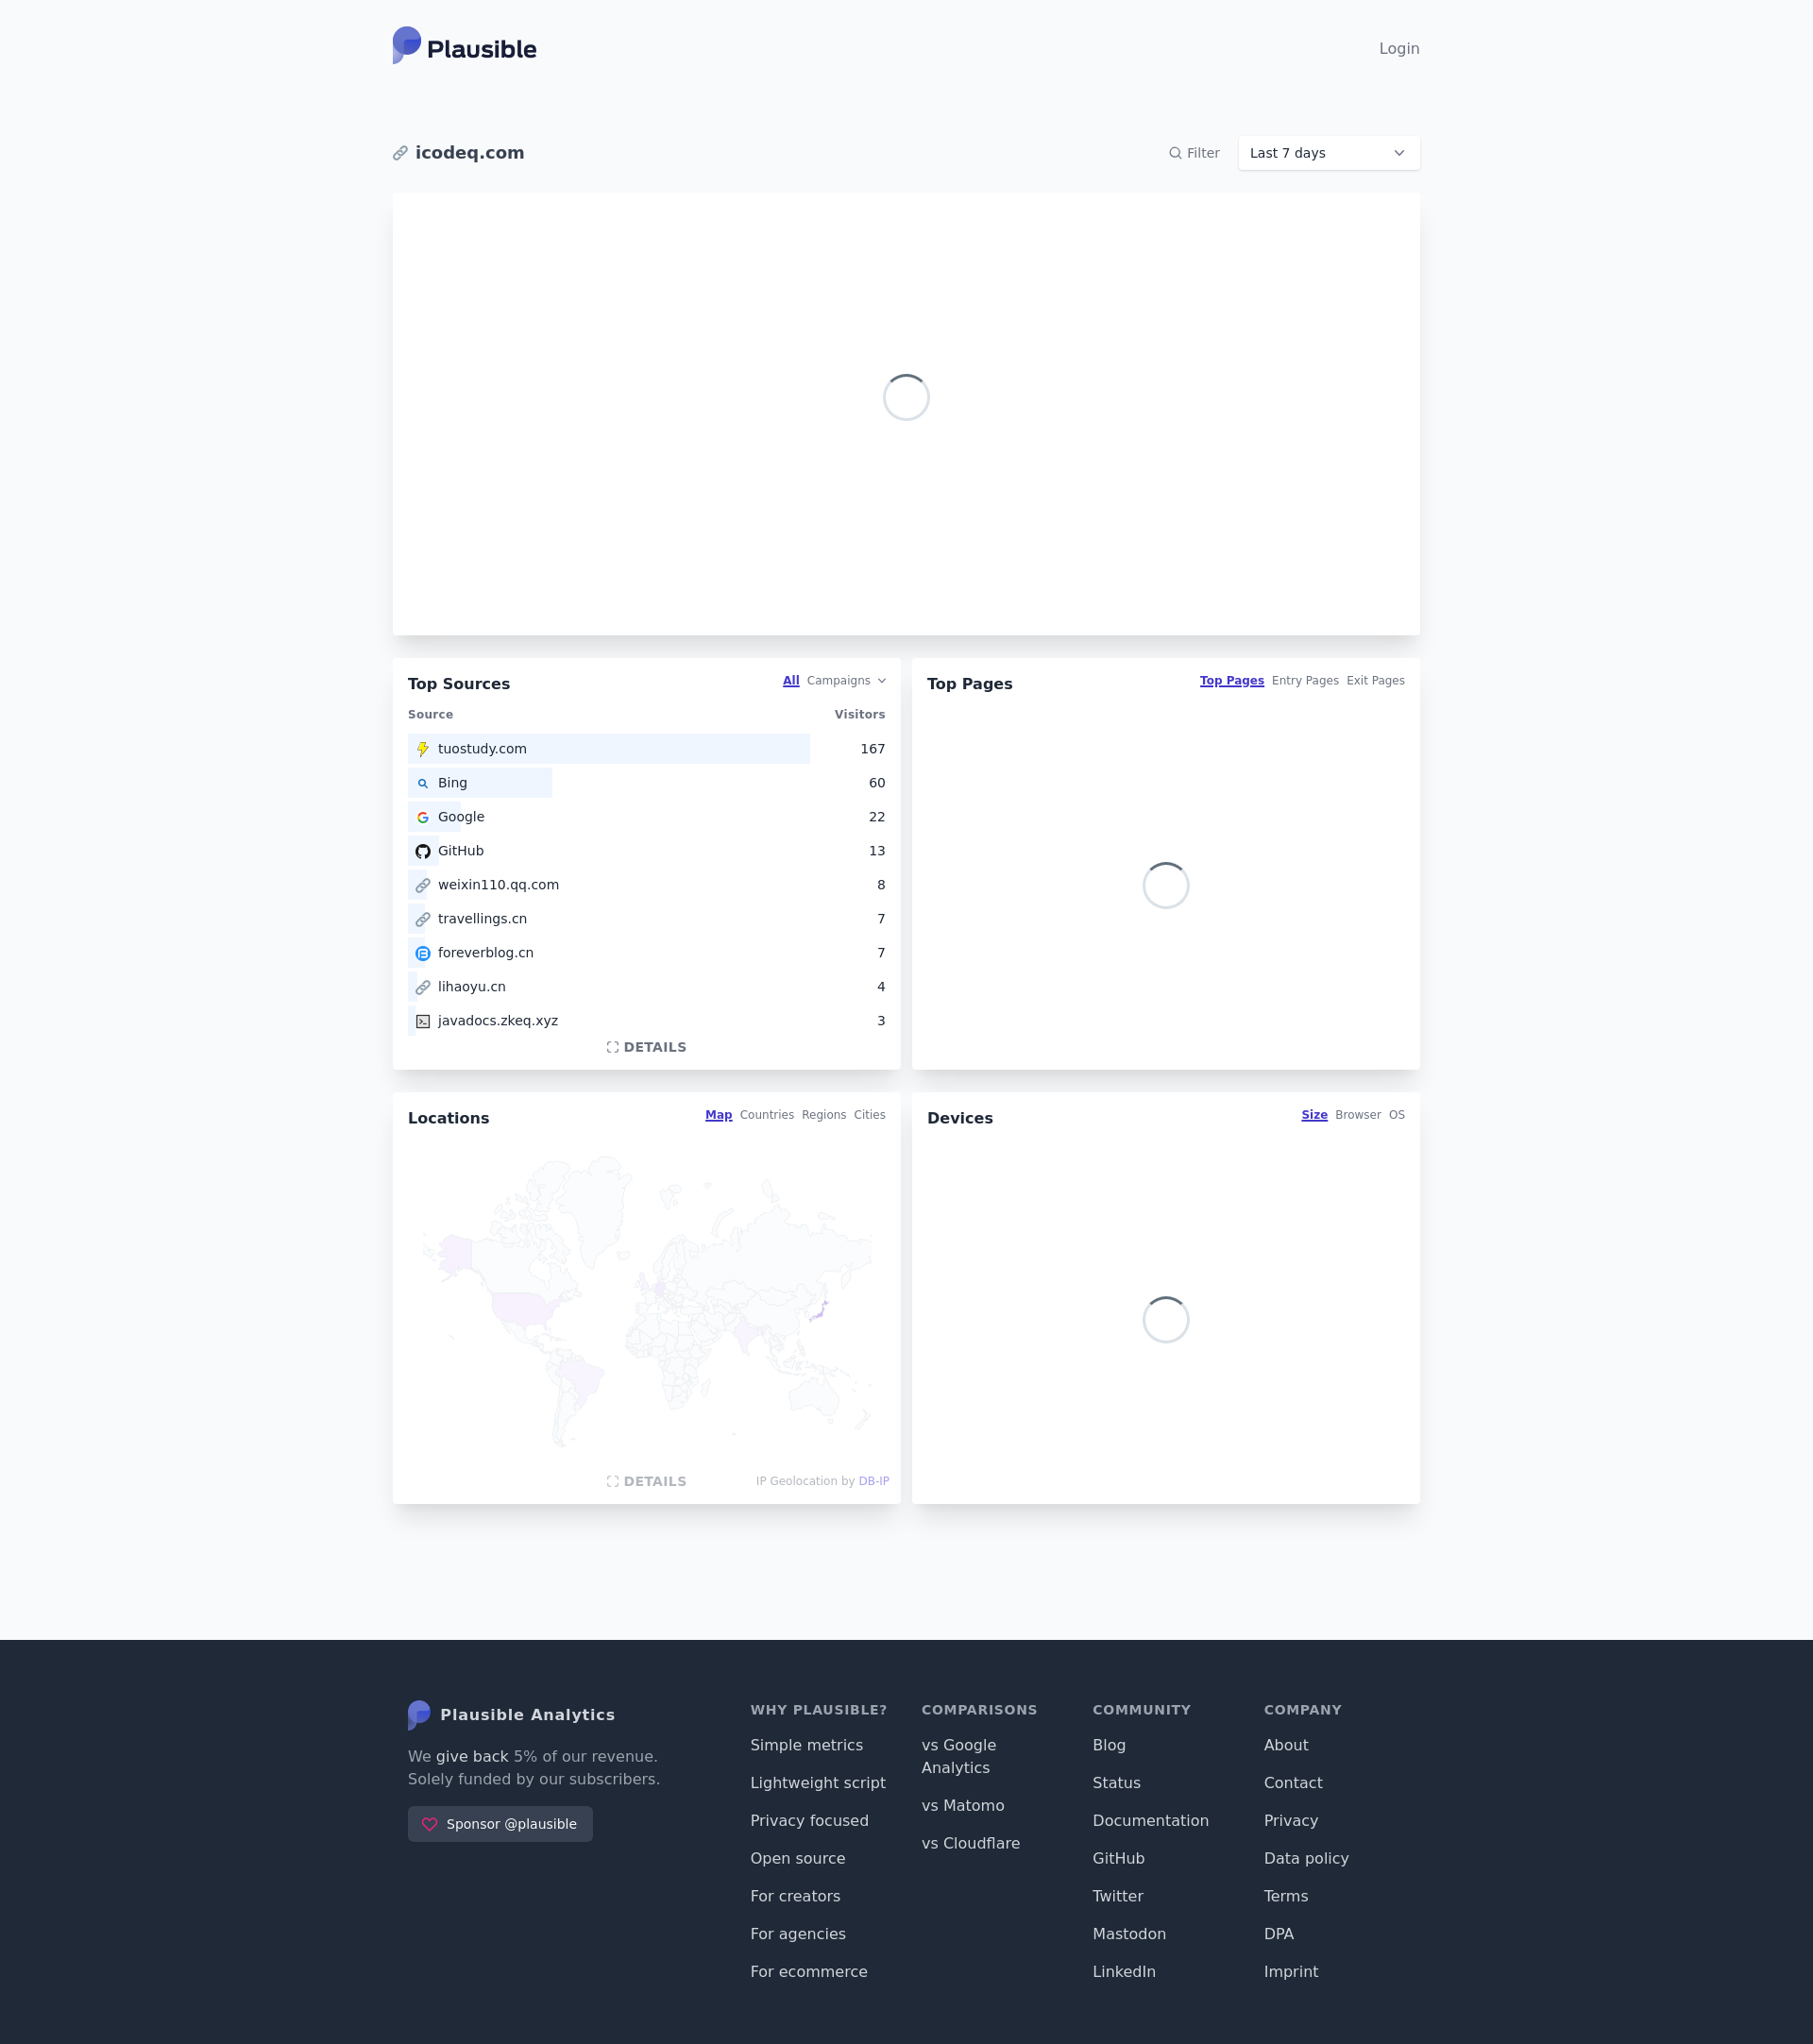 Plausible
Login
icodeq.com
Filter
Last 7 days
Top Sources
All Campaigns
Source Visitors
tuostudy.com 167
Bing 60
Google 22
GitHub 13
weixin110.qq.com 8
travellings.cn 7
foreverblog.cn 7
lihaoyu.cn 4
javadocs.zkeq.xyz 3
DETAILS
Top Pages
Top Pages Entry Pages Exit Pages
Locations
Map Countries Regions Cities
DETAILS
IP Geolocation by DB-IP
Devices
Size Browser OS
Plausible Analytics
We give back 5% of our revenue.
Solely funded by our subscribers.
Sponsor @plausible
WHY PLAUSIBLE?
Simple metrics
Lightweight script
Privacy focused
Open source
For creators
For agencies
For ecommerce
COMPARISONS
vs Google
Analytics
vs Matomo
vs Cloudflare
COMMUNITY
Blog
Status
Documentation
GitHub
Twitter
Mastodon
LinkedIn
COMPANY
About
Contact
Privacy
Data policy
Terms
DPA
Imprint